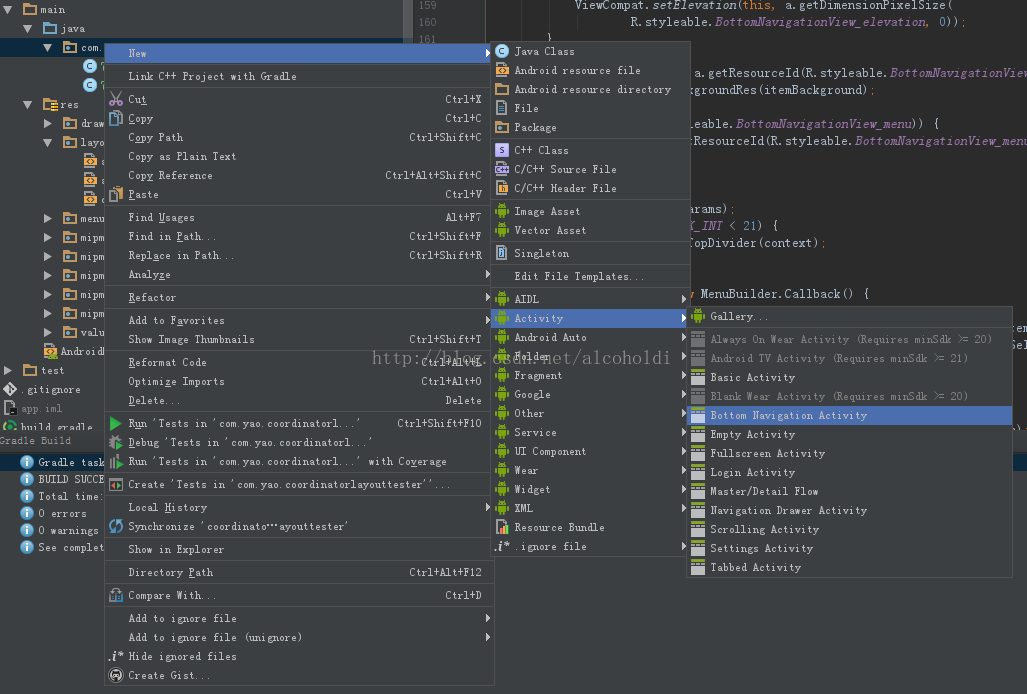 main
java
com.
res
draw
layo
menu
mipm
mipm
mipm
mipm
mipm
valu
Android
test
.gitignore
app.iml
build.gradle
Gradle Build
Gradle task
BUILD SUCCE
Total time:
0 errors
0 warnings
See complet
New
Link C++ Project with Gradle
Cut Ctrl+X
Copy Ctrl+C
Copy Path Ctrl+Shift+C
Copy as Plain Text
Copy Reference Ctrl+Alt+Shift+C
Paste Ctrl+V
Find Usages Alt+F7
Find in Path... Ctrl+Shift+F
Replace in Path... Ctrl+Shift+R
Analyze
Refactor
Add to Favorites
Show Image Thumbnails Ctrl+Shift+T
Reformat Code Ctrl+Alt+L
Optimize Imports Ctrl+Alt+O
Delete... Delete
Run 'Tests in 'com.yao.coordinatorl...' Ctrl+Shift+F10
Debug 'Tests in 'com.yao.coordinatorl...'
Run 'Tests in 'com.yao.coordinatorl...' with Coverage
Create 'Tests in 'com.yao.coordinatorlayouttester''...
Local History
Synchronize 'coordinato…ayouttester'
Show in Explorer
Directory Path Ctrl+Alt+F12
Compare With... Ctrl+D
Add to ignore file
Add to ignore file (unignore)
Hide ignored files
Create Gist...
Java Class
Android resource file
Android resource directory
File
Package
C++ Class
C/C++ Source File
C/C++ Header File
Image Asset
Vector Asset
Singleton
Edit File Templates...
AIDL
Activity
Android Auto
Folder
Fragment
Google
Other
Service
UI Component
Wear
Widget
XML
Resource Bundle
.ignore file
Gallery...
Always On Wear Activity (Requires minSdk >= 20)
Android TV Activity (Requires minSdk >= 21)
Basic Activity
Blank Wear Activity (Requires minSdk >= 20)
Bottom Navigation Activity
Empty Activity
Fullscreen Activity
Login Activity
Master/Detail Flow
Navigation Drawer Activity
Scrolling Activity
Settings Activity
Tabbed Activity
159 ViewCompat.setElevation(this, a.getDimensionPixelSize(
160 R.styleable.BottomNavigationView_elevation, 0));
161 }
a.getResourceId(R.styleable.BottomNavigationView
kgroundRes(itemBackground);
leable.BottomNavigationView_menu)) {
tResourceId(R.styleable.BottomNavigationView_menu
arams);
K_INT < 21) {
TopDivider(context);
MenuBuilder.Callback() {
http://blog.csdn.net/alcoholdi